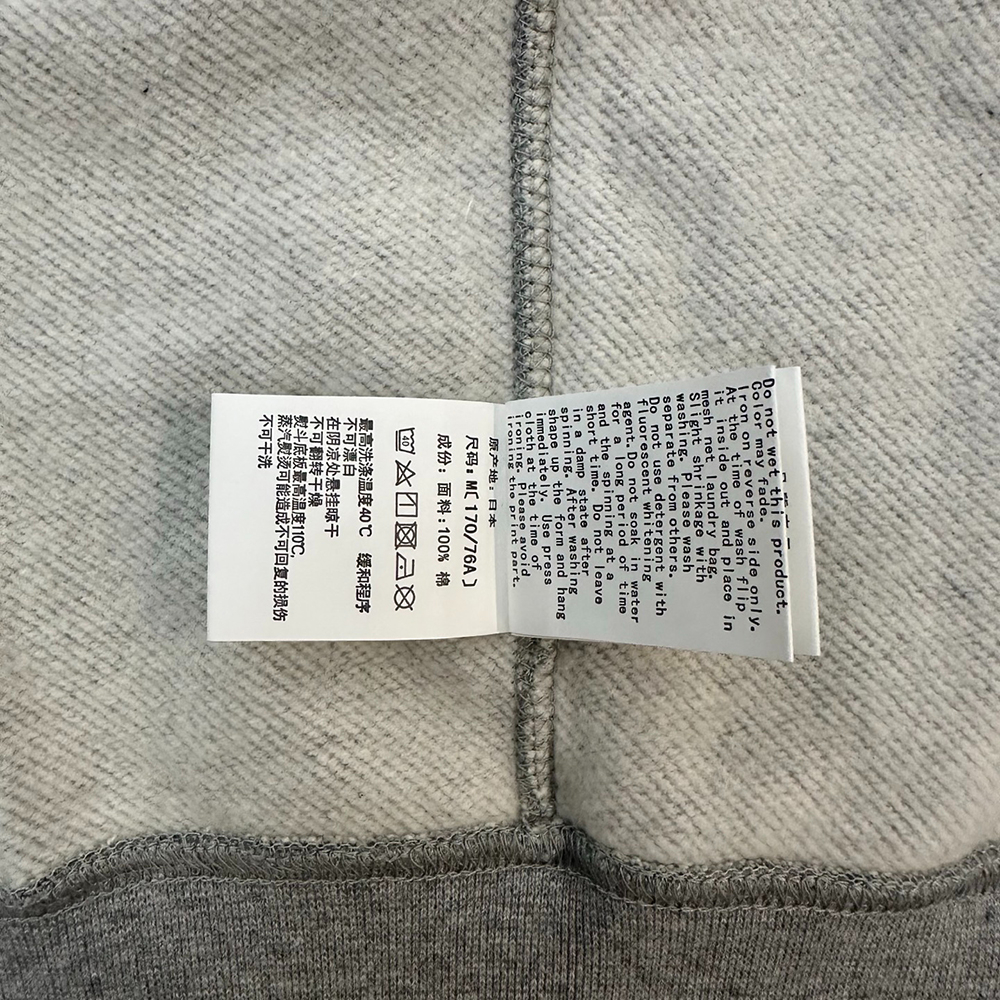 原产地：日本
尺码：M[170/76A]
成份：面料：100% 棉
40
最高洗涤温度40℃ 缓和程序
不可漂白
在阴凉处悬挂晾干
不可翻转干燥
熨斗底板最高温度110℃,
蒸汽熨烫可能造成不可回复的损伤
不可干洗
Do not wet this product.
Color may fade.
Iron on reverse side only.
At the time of wash flip
it inside out and place in
mesh net laundry bag.
Slight shrinkage with
washing. Please wash
separate from others.
Do not use detergent with
fluorescent whitening
agent. Do not soak in water
for a long period of time
and the spinning at a
short time. Do not leave
in a damp state after
spinning. After washing
shape up the form and hang
immediately. Use press
cloth at the time of
ironing. Please avoid
ironing the print part.